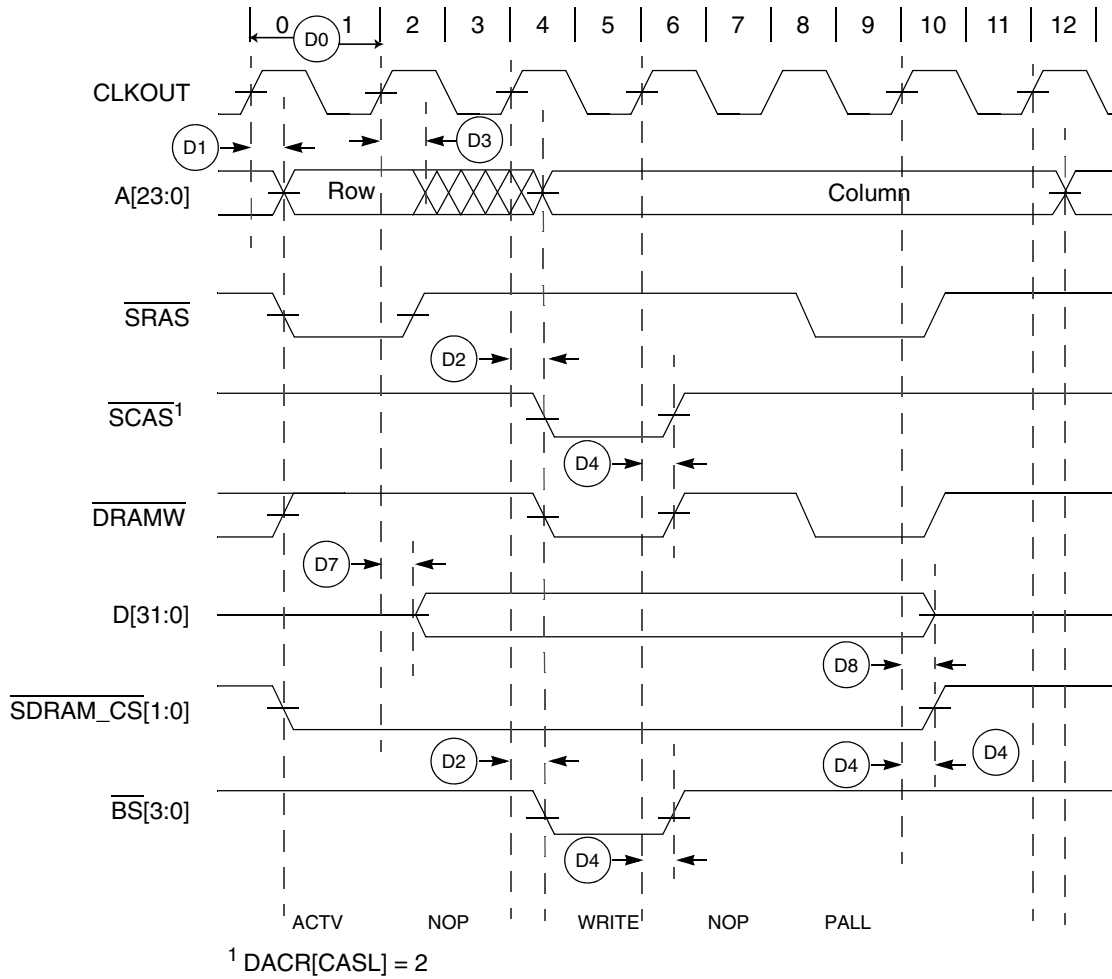 0 1 2 3 4 5 6 7 8 9 10 11 12
D0
CLKOUT
D1
D3
A[23:0]
Row
Column
SRAS
D2
SCAS¹
D4
DRAMW
D7
D[31:0]
D8
SDRAM_CS[1:0]
D2
D4
D4
BS[3:0]
D4
ACTV NOP WRITE NOP PALL
¹ DACR[CASL] = 2